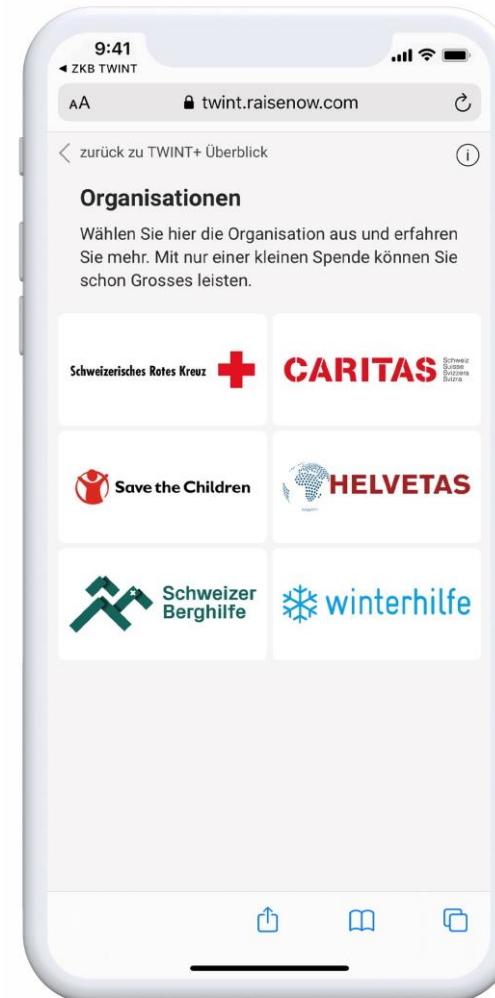 9:41
◀ ZKB TWINT
AA
twint.raisenow.com
zurück zu TWINT+ Überblick
i
Organisationen
Wählen Sie hier die Organisation aus und erfahren
Sie mehr. Mit nur einer kleinen Spende können Sie
schon Grosses leisten.
Schweizerisches Rotes Kreuz
CARITAS
Schweiz
Suisse
Svizzera
Svizra
Save the Children
HELVETAS
Schweizer
Berghilfe
winterhilfe